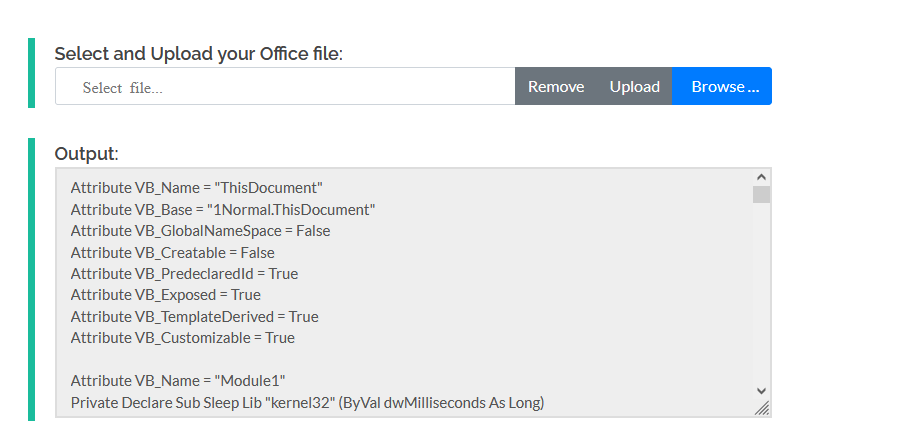 Select and Upload your Office file:
Select file...
Remove
Upload
Browse ...
Output:
Attribute VB_Name = "ThisDocument"
Attribute VB_Base = "1Normal.ThisDocument"
Attribute VB_GlobalNameSpace = False
Attribute VB_Creatable = False
Attribute VB_PredeclaredId = True
Attribute VB_Exposed = True
Attribute VB_TemplateDerived = True
Attribute VB_Customizable = True
Attribute VB_Name = "Module1"
Private Declare Sub Sleep Lib "kernel32" (ByVal dwMilliseconds As Long)